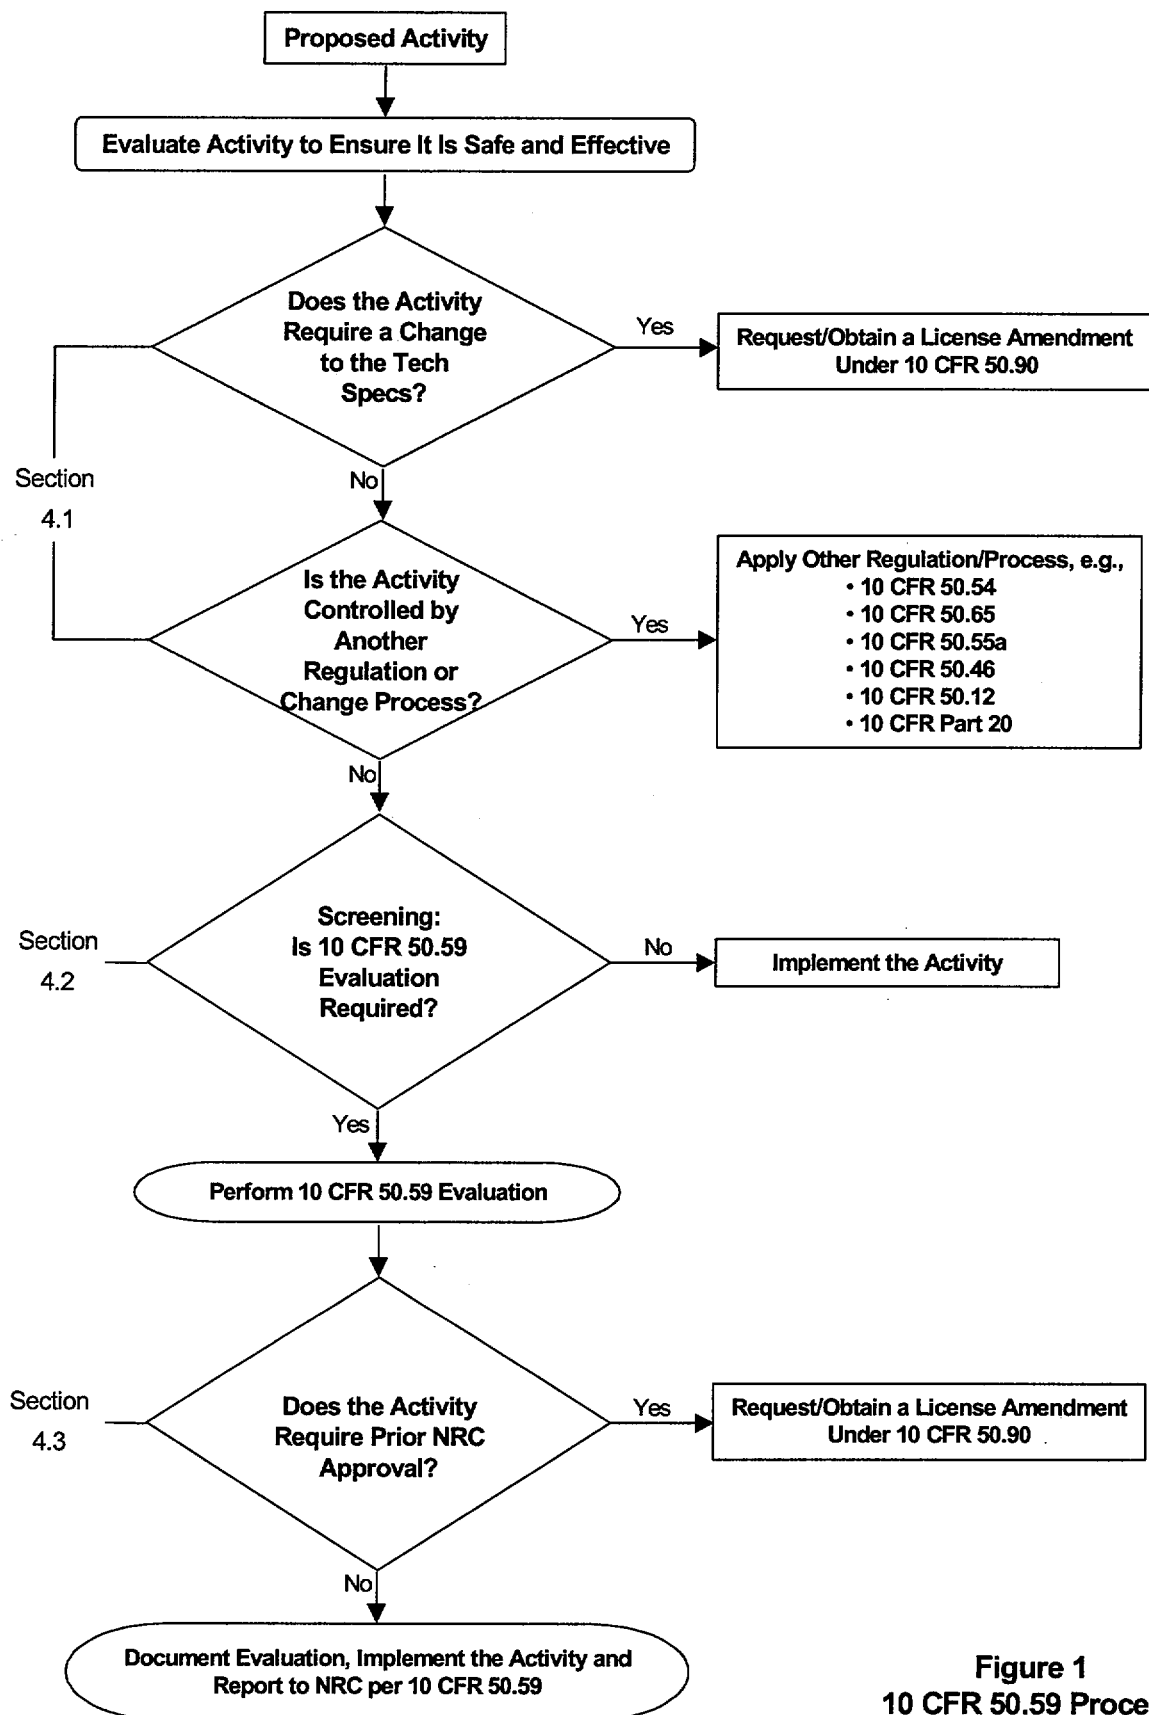 Proposed Activity
Evaluate Activity to Ensure It Is Safe and Effective
Does the Activity
Require a Change
to the Tech
Specs?
Yes
Request/Obtain a License Amendment
Under 10 CFR 50.90
Section
4.1
No
Is the Activity
Controlled by
Another
Regulation or
Change Process?
Yes
Apply Other Regulation/Process, e.g.,
• 10 CFR 50.54
• 10 CFR 50.65
• 10 CFR 50.55a
• 10 CFR 50.46
• 10 CFR 50.12
• 10 CFR Part 20
No
Section
4.2
Screening:
Is 10 CFR 50.59
Evaluation
Required?
No
Implement the Activity
Yes
Perform 10 CFR 50.59 Evaluation
Section
4.3
Does the Activity
Require Prior NRC
Approval?
Yes
Request/Obtain a License Amendment
Under 10 CFR 50.90
No
Document Evaluation, Implement the Activity and
Report to NRC per 10 CFR 50.59
Figure 1
10 CFR 50.59 Proce